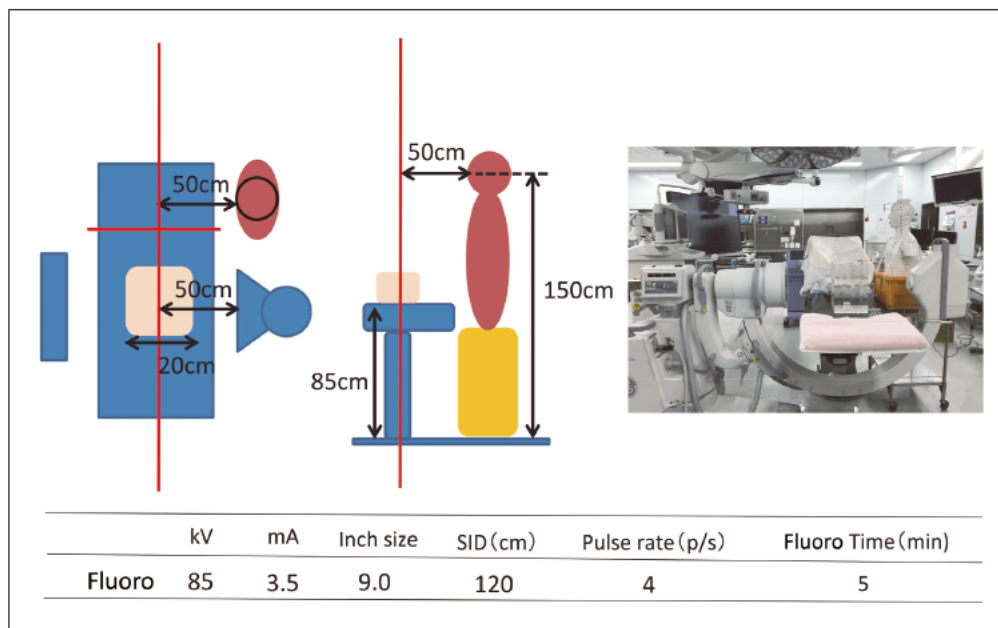 50cm
50cm
20cm
50cm
150cm
85cm
kV mA Inch size SID(cm) Pulse rate(p/s) Fluoro Time(min)
Fluoro 85 3.5 9.0 120 4 5